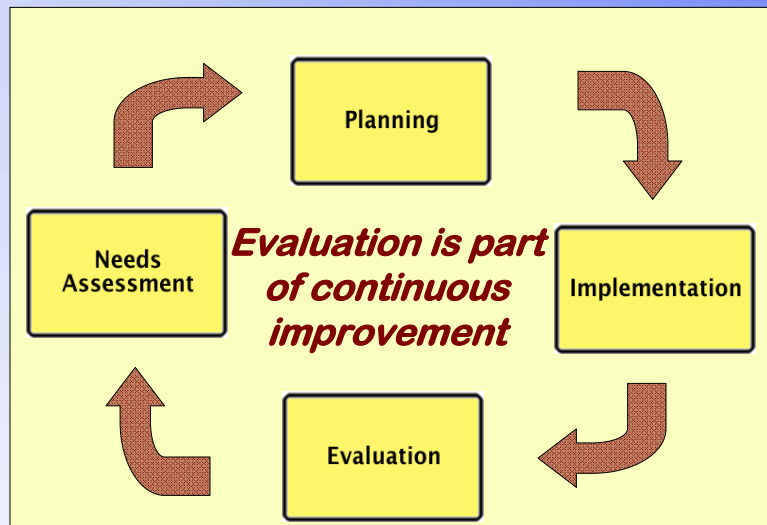 Planning
Needs
Assessment
Evaluation is part
of continuous
improvement
Implementation
Evaluation